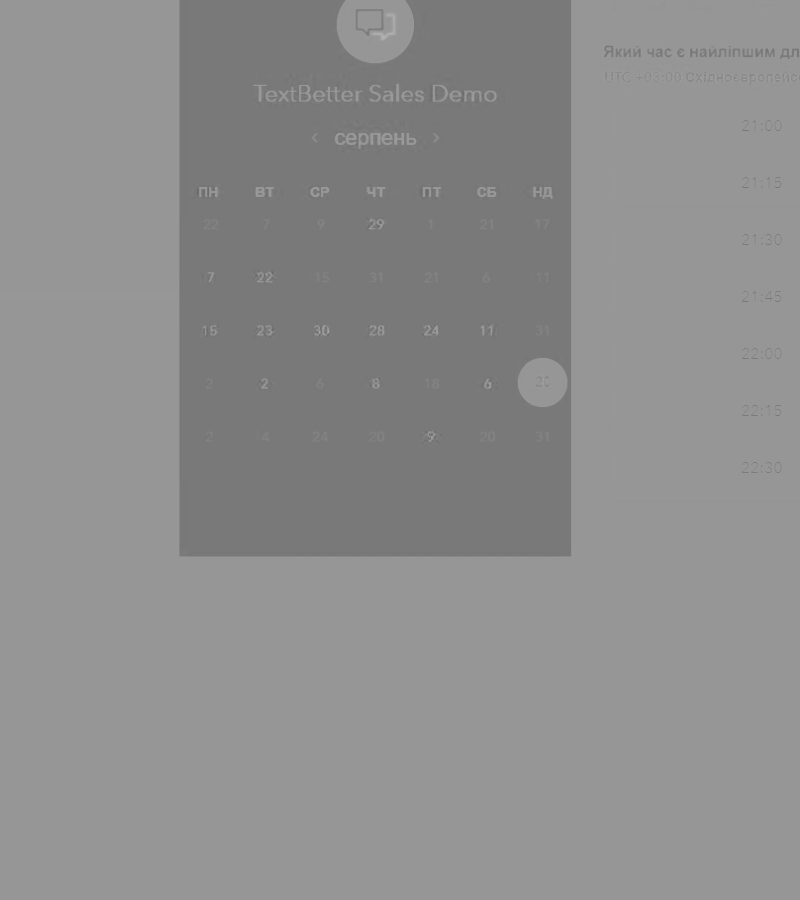 TextBetter Sales Demo
‹ серпень ›
ПН ВТ СР ЧТ ПТ СБ НД
22 7 9 29 1 21 17
7 22 15 31 21 6 11
15 23 30 28 24 11 31
2 2 6 8 18 6 20
2 4 24 20 9 20 31
Який час є найліпшим дл
UTC +03:00 Східноєвропейсь
21:00
21:15
21:30
21:45
22:00
22:15
22:30